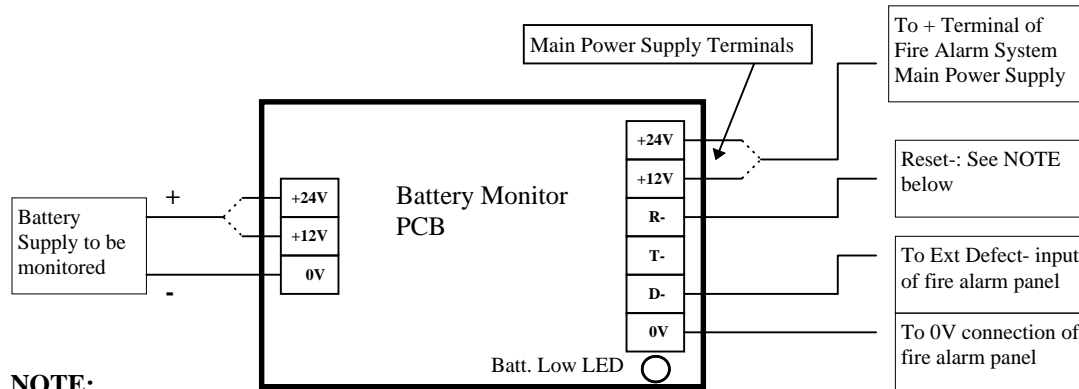 To + Terminal of
Fire Alarm System
Main Power Supply
Main Power Supply Terminals
+24V
+12V
R-
T-
D-
0V
Reset-: See NOTE
below
Battery Monitor
PCB
+
-
+24V
+12V
0V
Battery
Supply to be
monitored
To Ext Defect- input
of fire alarm panel
To 0V connection of
fire alarm panel
Batt. Low LED
NOTE: